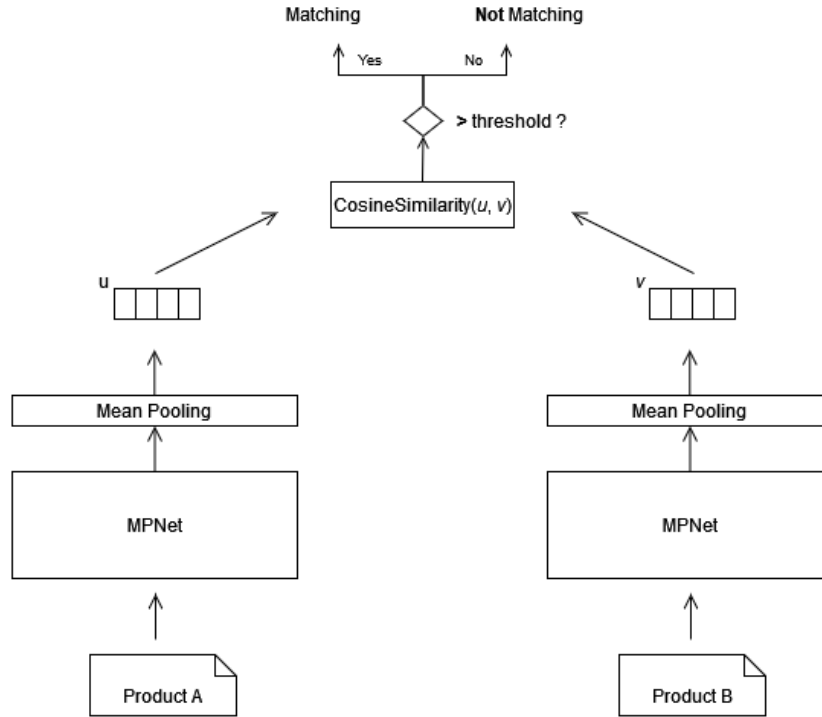 Matching
Not Matching
Yes
No
> threshold ?
CosineSimilarity(u, v)
u
v
Mean Pooling
Mean Pooling
MPNet
MPNet
Product A
Product B